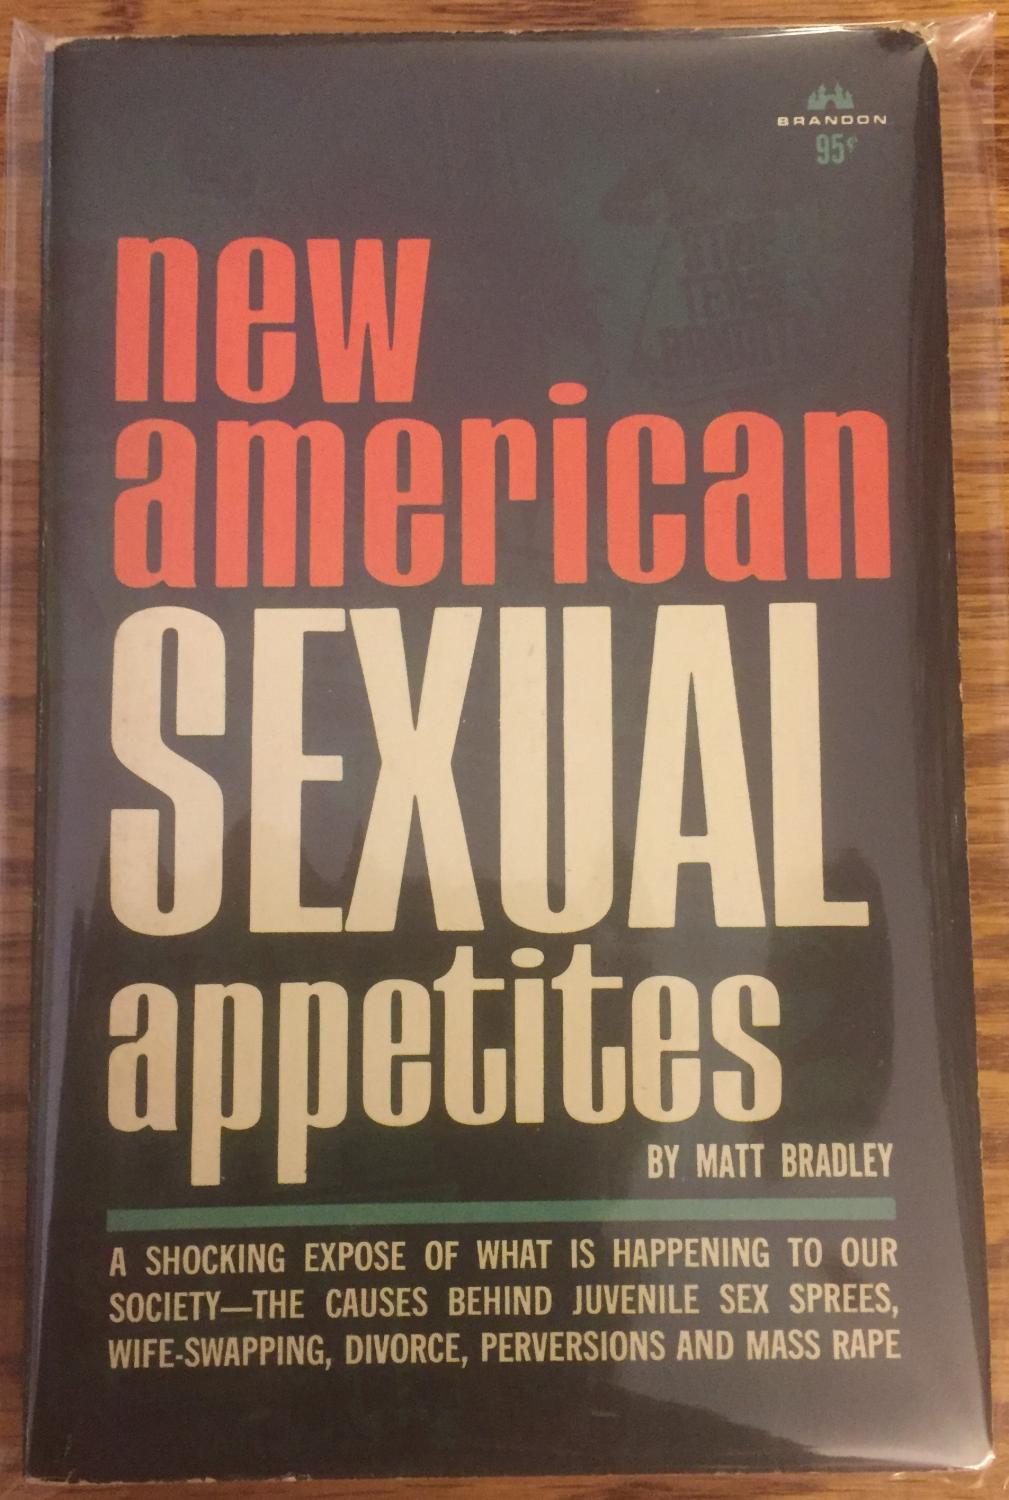 BRANDON
95¢
new
american
SEXUAL
appetites
BY MATT BRADLEY
A SHOCKING EXPOSE OF WHAT IS HAPPENING TO OUR
SOCIETY—THE CAUSES BEHIND JUVENILE SEX SPREES,
WIFE-SWAPPING, DIVORCE, PERVERSIONS AND MASS RAPE